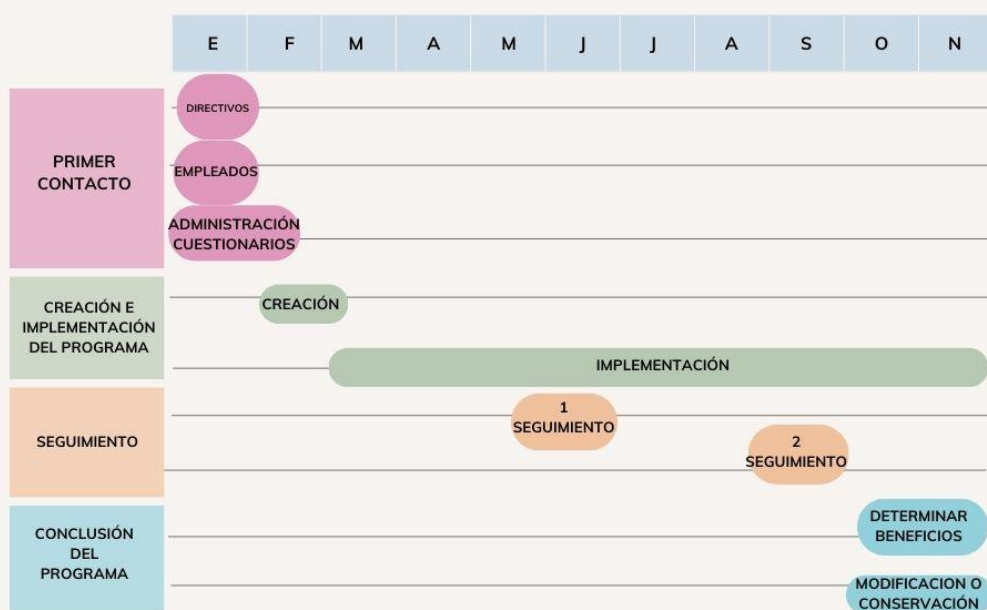 E F M A M J J A S O N
PRIMER
CONTACTO
DIRECTIVOS
EMPLEADOS
ADMINISTRACIÓN
CUESTIONARIOS
CREACIÓN E
IMPLEMENTACIÓN
DEL PROGRAMA
CREACIÓN
IMPLEMENTACIÓN
SEGUIMIENTO
1
SEGUIMIENTO
2
SEGUIMIENTO
CONCLUSIÓN
DEL
PROGRAMA
DETERMINAR
BENEFICIOS
MODIFICACION O
CONSERVACIÓN